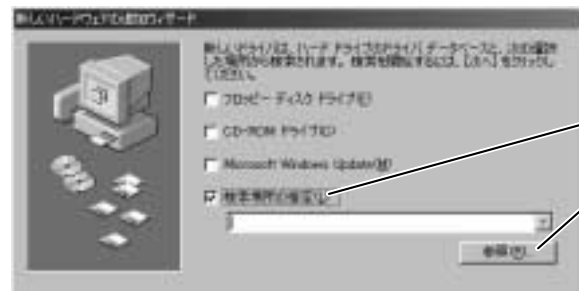 新しいハードウェアの追加ウィザード
新しいドライバは、ハード ドライブのドライバ データベースと、次の選択
した場所から検索されます。検索を開始するには、[次へ] をクリックし
てください。
フロッピー ディスク ドライブ(F)
CD-ROM ドライブ(C)
Microsoft Windows Update(M)
検索場所の指定(L):
参照(R)...